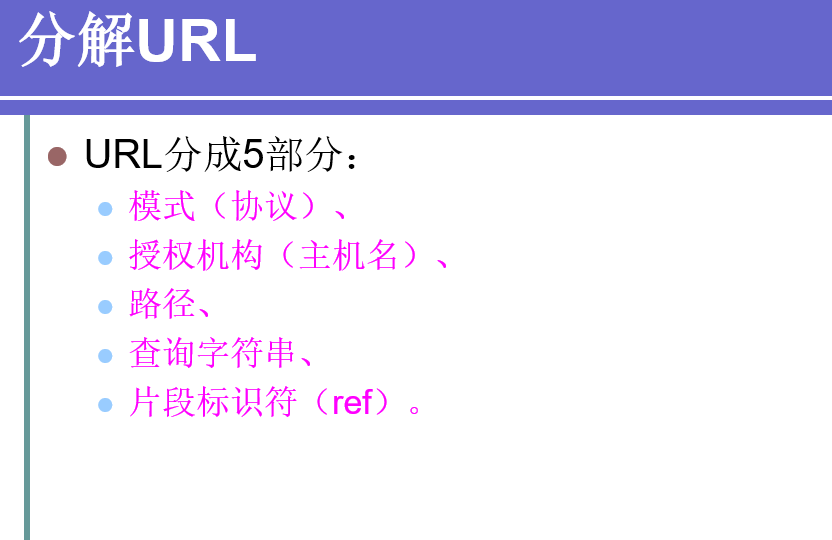 分解URL
URL分成5部分：
模式（协议）、
授权机构（主机名）、
路径、
查询字符串、
片段标识符（ref）。